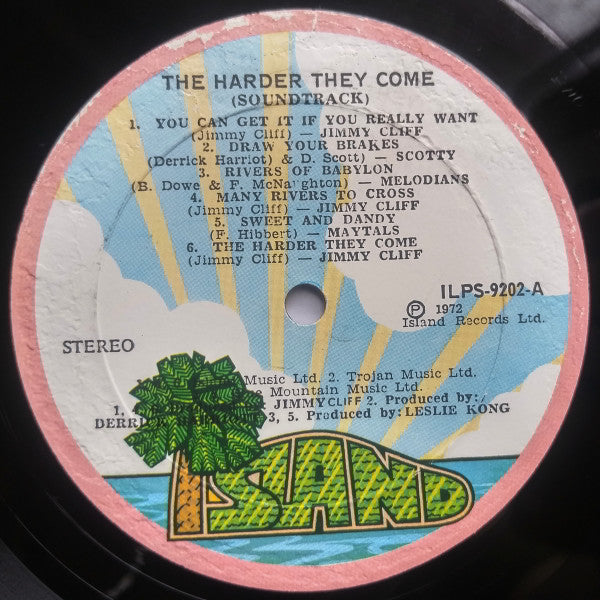 THE HARDER THEY COME
(SOUNDTRACK)
1. YOU CAN GET IT IF YOU REALLY WANT
(Jimmy Cliff) — JIMMY CLIFF
2. DRAW YOUR BRAKES
(Derrick Harriot) & D. Scott) — SCOTTY
3. RIVERS OF BABYLON
(B. Dowe & F. McNaughton) — MELODIANS
4. MANY RIVERS TO CROSS
(Jimmy Cliff) — JIMMY CLIFF
5. SWEET AND DANDY
(F. Hibbert) — MAYTALS
6. THE HARDER THEY COME
(Jimmy Cliff) — JIMMY CLIFF
ILPS-9202-A
Ⓟ 1972
Island Records Ltd.
STEREO
Music Ltd. 2. Trojan Music Ltd.
Mountain Music Ltd.
1, JIMMY CLIFF 2. Produced by:
DERRICK 3, 5. Produced by: LESLIE KONG
ISLAND